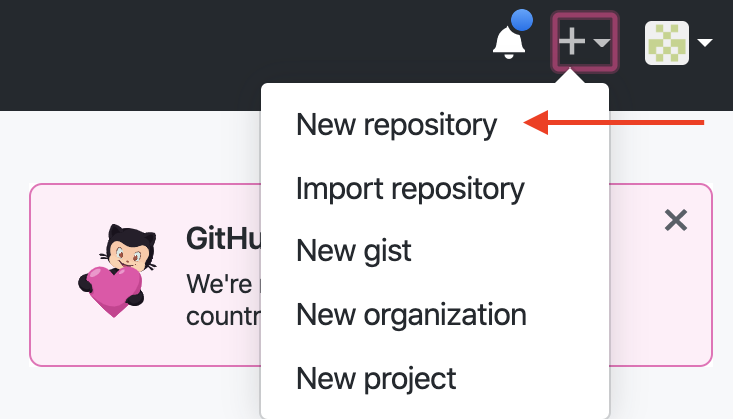 New repository
Import repository
GitHu
New gist
We're
countr
New organization
New project